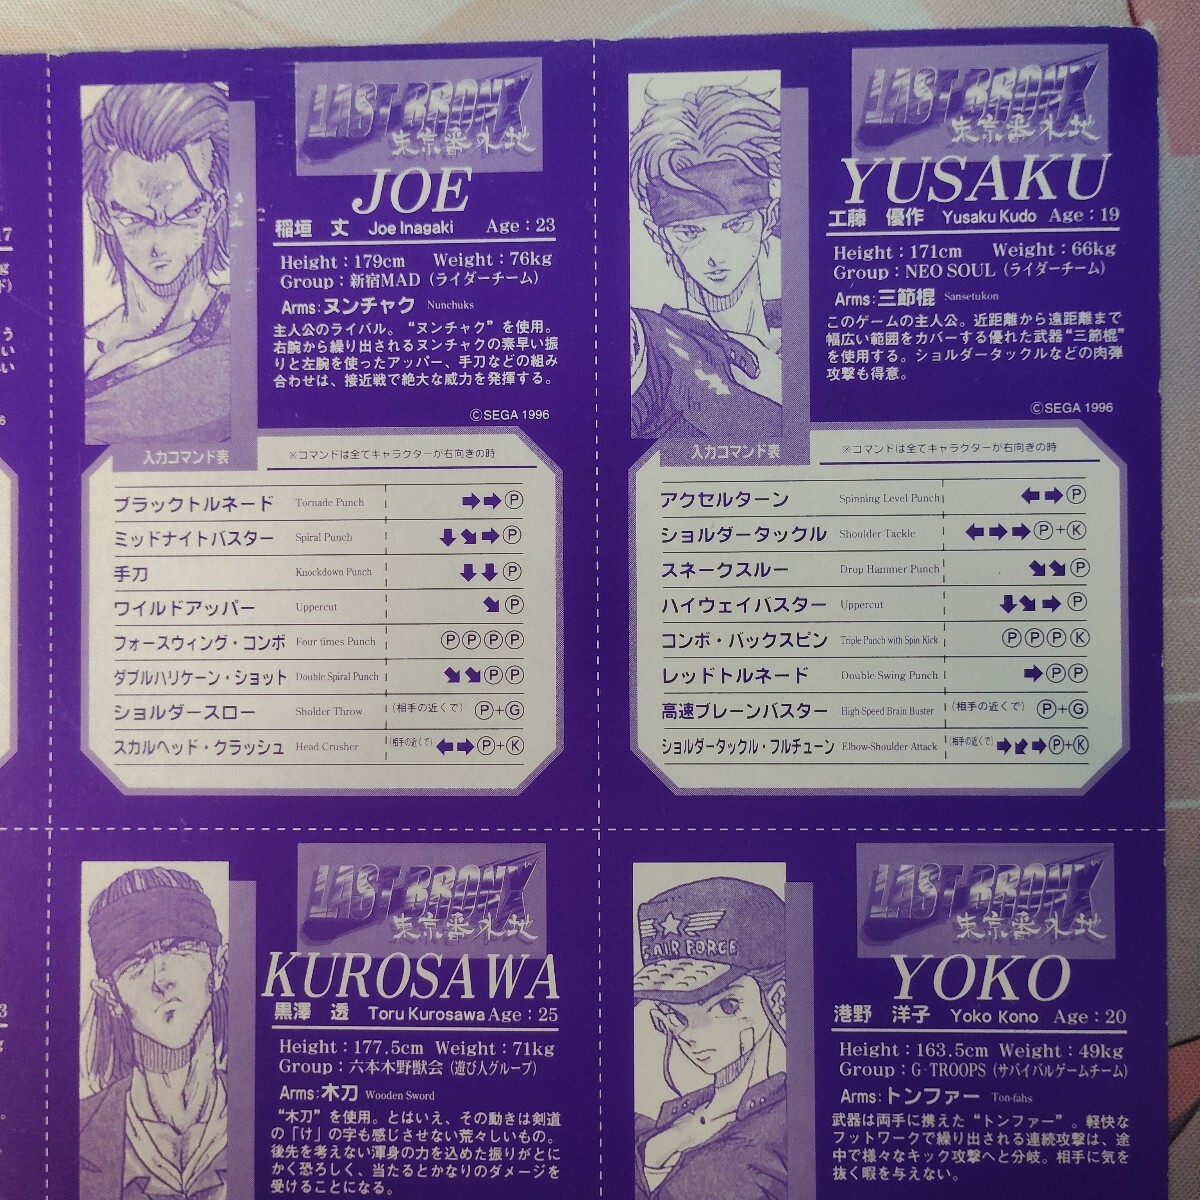 LAST BRONX
東京番外地
JOE
稲垣 丈 Joe Inagaki Age：23
Height：179cm Weight：76kg
Group：新宿MAD（ライダーチーム）
Arms：ヌンチャク Nunchuks
主人公のライバル。“ヌンチャク”を使用。
右腕から繰り出されるヌンチャクの素早い振
りと左腕を使ったアッパー、手刀などの組み
合わせは、接近戦で絶大な威力を発揮する。
©SEGA 1996
入力コマンド表 ※コマンドは全てキャラクターが右向きの時
ブラックトルネード Tornade Punch ➡➡Ⓟ
ミッドナイトバスター Spiral Punch ⬇⬊➡Ⓟ
手刀 Knockdown Punch ⬇⬇Ⓟ
ワイルドアッパー Uppercut ⬊Ⓟ
フォースウィング・コンボ Four times Punch ⓅⓅⓅⓅ
ダブルハリケーン・ショット Double Spiral Punch ⬊⬊ⓅⓅ
ショルダースロー Sholder Throw （相手の近くで） Ⓟ+Ⓖ
スカルヘッド・クラッシュ Head Crusher （相手の近くで）⬅➡Ⓟ+Ⓚ
LAST BRONX
東京番外地
YUSAKU
工藤 優作 Yusaku Kudo Age：19
Height：171cm Weight：66kg
Group：NEO SOUL（ライダーチーム）
Arms：三節棍 Sansetukon
このゲームの主人公。近距離から遠距離まで
幅広い範囲をカバーする優れた武器“三節棍”
を使用する。ショルダータックルなどの肉弾
攻撃も得意。
©SEGA 1996
入力コマンド表 ※コマンドは全てキャラクターが右向きの時
アクセルターン Spinning Level Punch ⬅➡Ⓟ
ショルダータックル Shoulder Tackle ⬅➡➡Ⓟ+Ⓚ
スネークスルー Drop Hammer Punch ⬊⬊Ⓟ
ハイウェイバスター Uppercut ⬇⬊➡Ⓟ
コンボ・バックスピン Triple Punch with Spin Kick ⓅⓅⓅⓀ
レッドトルネード Double Swing Punch ➡ⓅⓅ
高速ブレーンバスター High-Speed Brain Buster （相手の近くで） Ⓟ+Ⓖ
ショルダータックル・フルチューン Elbow-Shoulder Attack （相手の近くで）➡⬋➡Ⓟ+Ⓚ
LAST BRONX
東京番外地
KUROSAWA
黒澤 透 Toru Kurosawa Age：25
Height：177.5cm Weight：71kg
Group：六本木野獣会（遊び人グループ）
Arms：木刀 Wooden Sword
“木刀”を使用。とはいえ、その動きは剣道
の「け」の字も感じさせない荒々しいもの。
後先を考えない渾身の力を込めた振りがとに
かく恐ろしく、当たるとかなりのダメージを
受けることになる。
AIR FORCE
LAST BRONX
東京番外地
YOKO
港野 洋子 Yoko Kono Age：20
Height：163.5cm Weight：49kg
Group：G-TROOPS（サバイバルゲームチーム）
Arms：トンファー Ton-fahs
武器は両手に携えた“トンファー”。軽快な
フットワークで繰り出される連続攻撃は、途
中で様々なキック攻撃へと分岐。相手に気を
抜く暇を与えない。